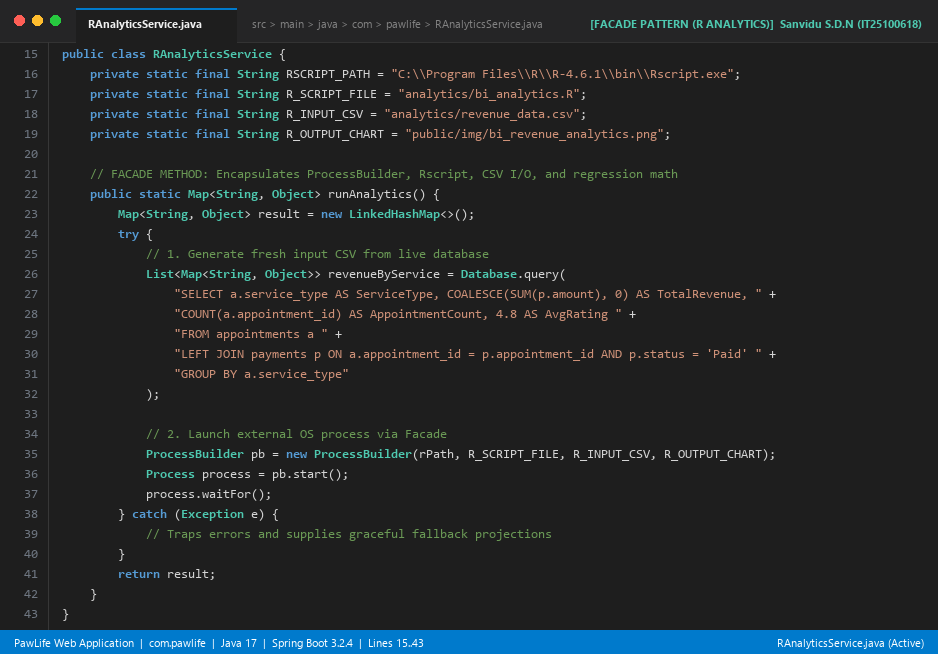 RAnalyticsService.java
src > main > java > com > pawlife > RAnalyticsService.java
[FACADE PATTERN (R ANALYTICS)] Sanvidu S.D.N (IT25100618)
15 public class RAnalyticsService {
16 private static final String RSCRIPT_PATH = "C:\\Program Files\\R\\R-4.6.1\\bin\\Rscript.exe";
17 private static final String R_SCRIPT_FILE = "analytics/bi_analytics.R";
18 private static final String R_INPUT_CSV = "analytics/revenue_data.csv";
19 private static final String R_OUTPUT_CHART = "public/img/bi_revenue_analytics.png";
20
21 // FACADE METHOD: Encapsulates ProcessBuilder, Rscript, CSV I/O, and regression math
22 public static Map<String, Object> runAnalytics() {
23 Map<String, Object> result = new LinkedHashMap<>();
24 try {
25 // 1. Generate fresh input CSV from live database
26 List<Map<String, Object>> revenueByService = Database.query(
27 "SELECT a.service_type AS ServiceType, COALESCE(SUM(p.amount), 0) AS TotalRevenue, " +
28 "COUNT(a.appointment_id) AS AppointmentCount, 4.8 AS AvgRating " +
29 "FROM appointments a " +
30 "LEFT JOIN payments p ON a.appointment_id = p.appointment_id AND p.status = 'Paid' " +
31 "GROUP BY a.service_type"
32 );
33
34 // 2. Launch external OS process via Facade
35 ProcessBuilder pb = new ProcessBuilder(rPath, R_SCRIPT_FILE, R_INPUT_CSV, R_OUTPUT_CHART);
36 Process process = pb.start();
37 process.waitFor();
38 } catch (Exception e) {
39 // Traps errors and supplies graceful fallback projections
40 }
41 return result;
42 }
43 }
PawLife Web Application | com.pawlife | Java 17 | Spring Boot 3.2.4 | Lines 15..43
RAnalyticsService.java (Active)